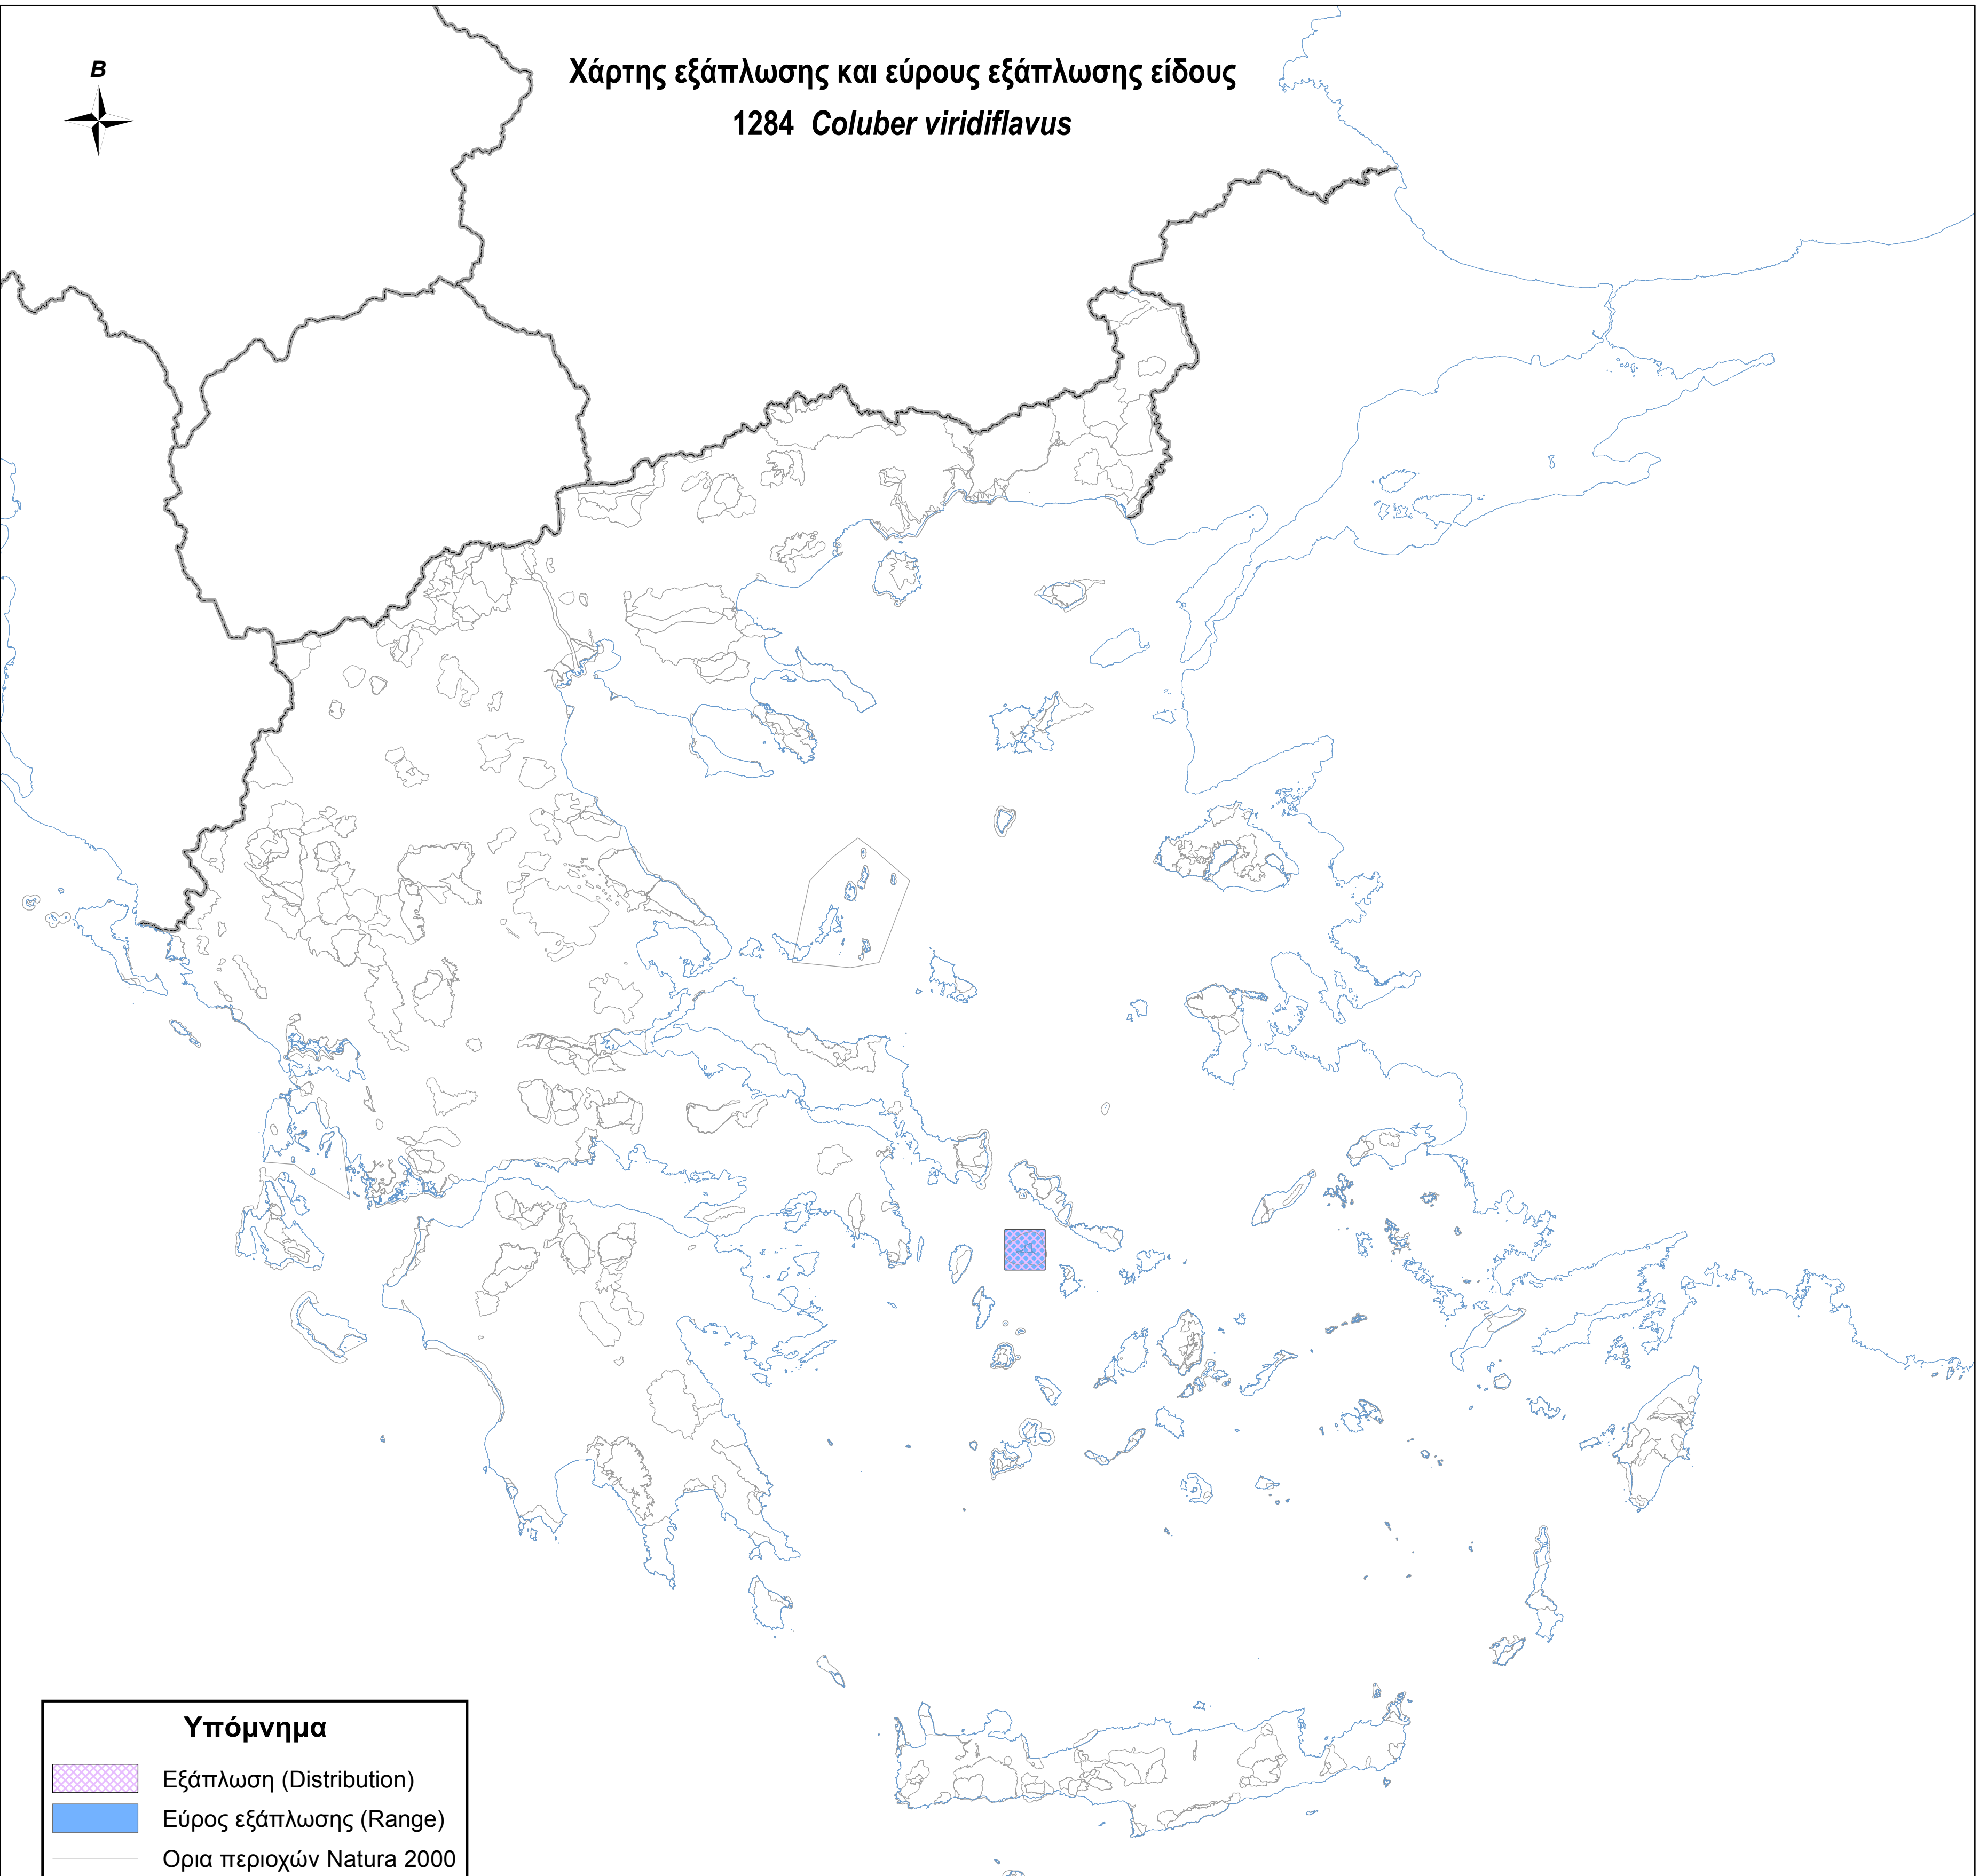 Β
Χάρτης εξάπλωσης και εύρους εξάπλωσης είδους
1284 Coluber viridiflavus
Υπόμνημα
Εξάπλωση (Distribution)
Εύρος εξάπλωσης (Range)
Ορια περιοχών Natura 2000